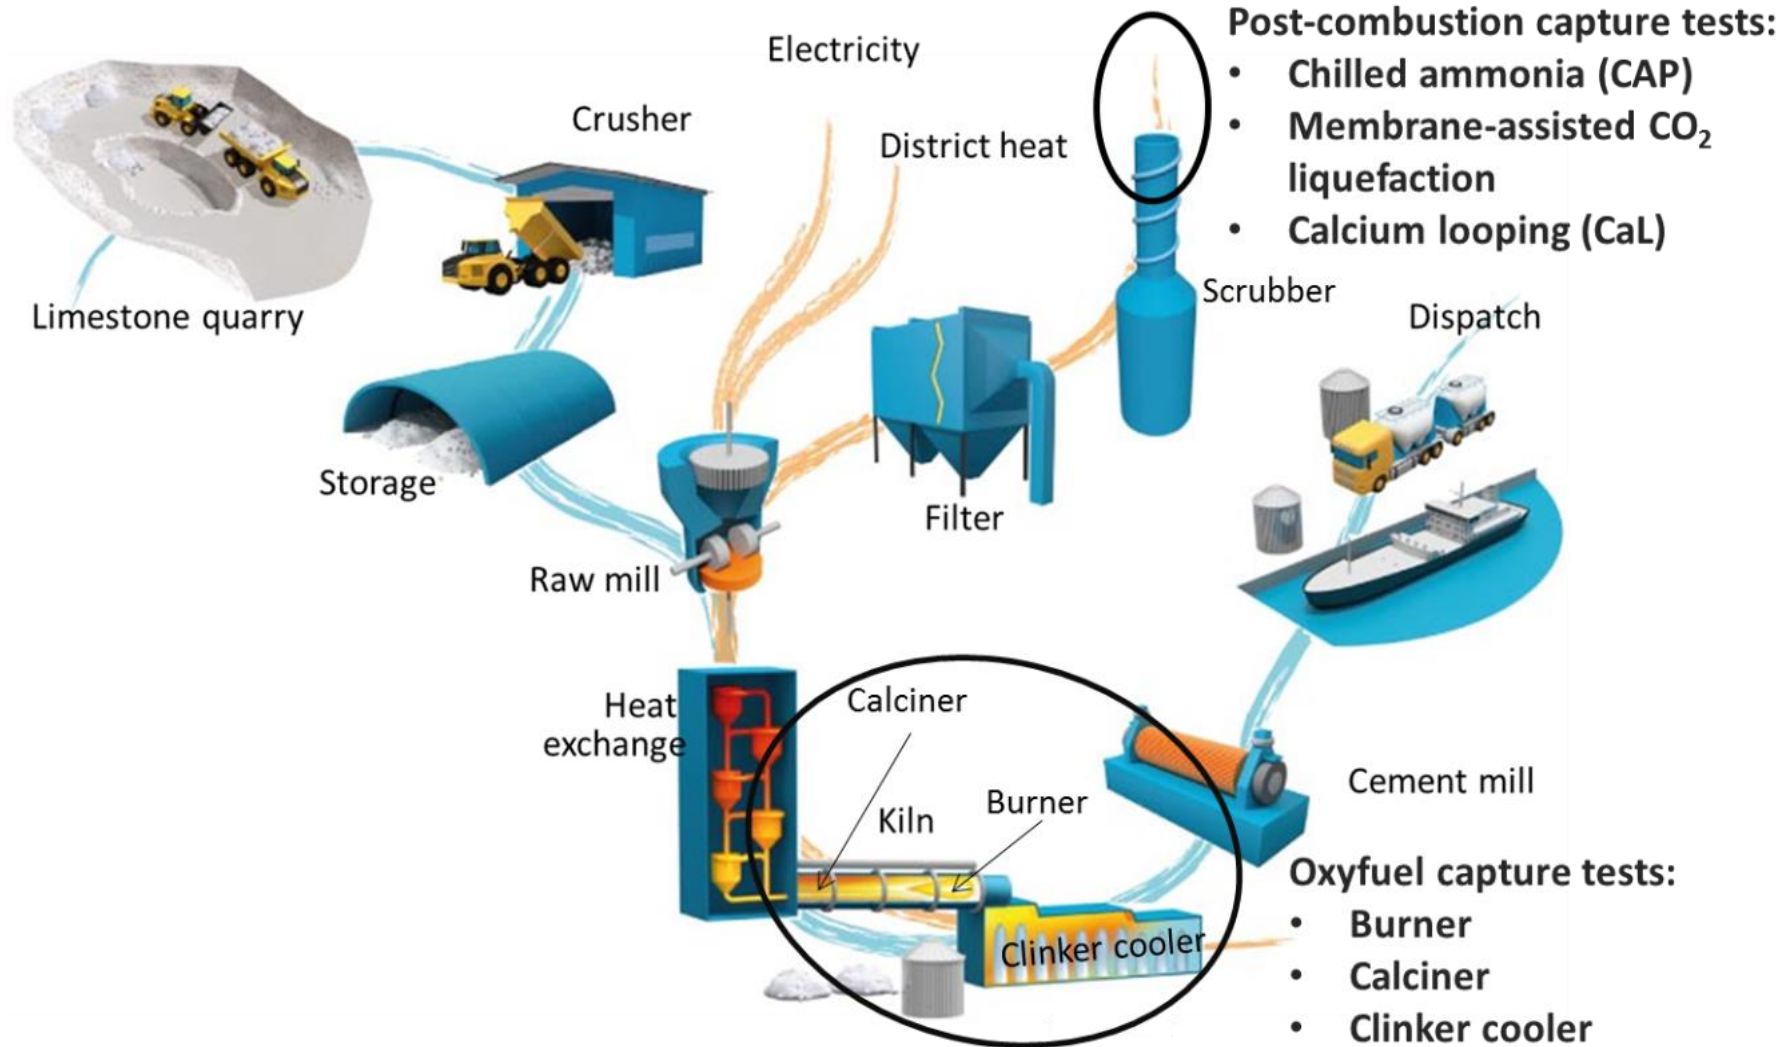 Post-combustion capture tests:
• Chilled ammonia (CAP)
• Membrane-assisted CO₂
liquefaction
• Calcium looping (CaL)
Electricity
Crusher
District heat
Limestone quarry
Scrubber
Dispatch
Storage
Filter
Raw mill
Heat
exchange
Calciner
Kiln
Burner
Cement mill
Clinker cooler
Oxyfuel capture tests:
• Burner
• Calciner
• Clinker cooler